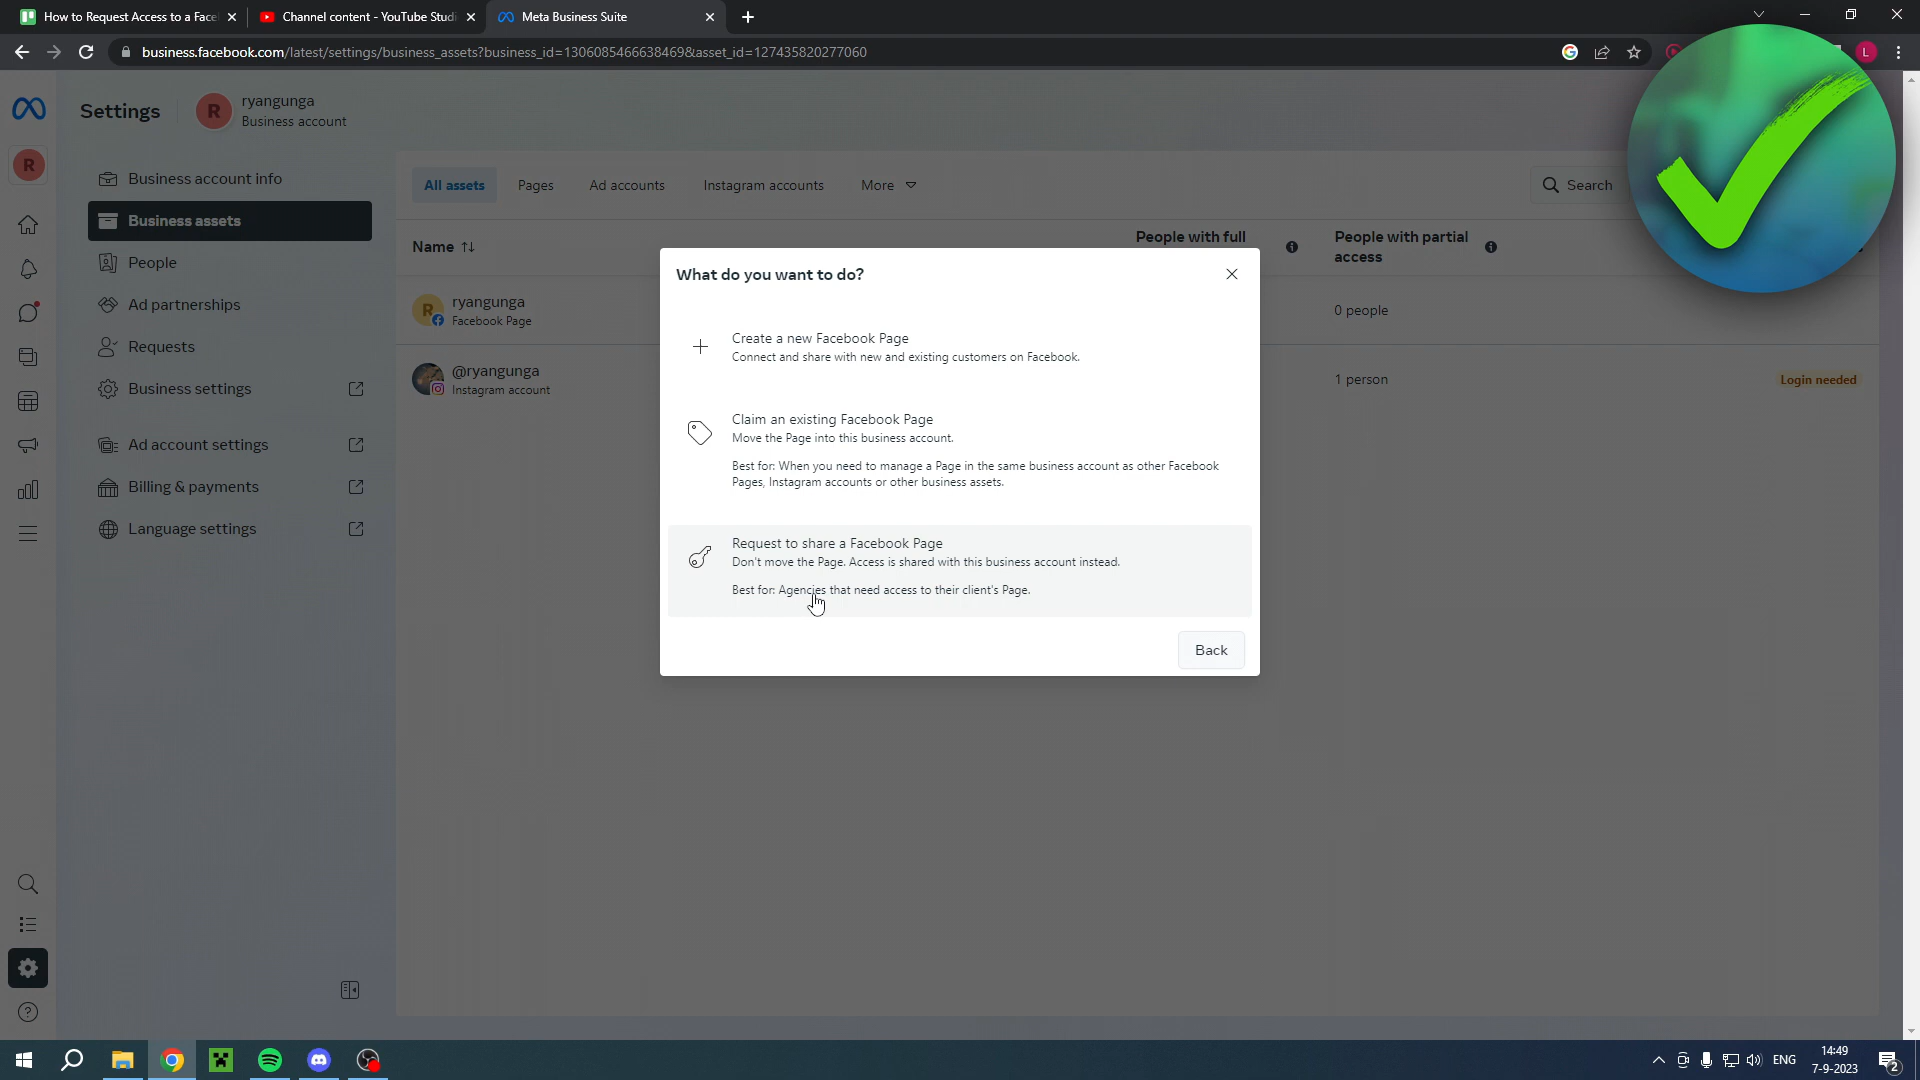 How to Request Access to a Face
Channel content - YouTube Studi
Meta Business Suite
business.facebook.com/latest/settings/business_assets?business_id=1306085466638469&asset_id=127435820277060
L
Settings
R
ryangunga
Business account
R
Business account info
Business assets
People
Ad partnerships
Requests
Business settings
Ad account settings
Billing & payments
Language settings
All assets
Pages
Ad accounts
Instagram accounts
More
Search
Name
People with full
People with partial
access
R
ryangunga
Facebook Page
0 people
@ryangunga
Instagram account
1 person
Login needed
What do you want to do?
Create a new Facebook Page
Connect and share with new and existing customers on Facebook.
Claim an existing Facebook Page
Move the Page into this business account.
Best for: When you need to manage a Page in the same business account as other Facebook
Pages, Instagram accounts or other business assets.
Request to share a Facebook Page
Don't move the Page. Access is shared with this business account instead.
Best for: Agencies that need access to their client's Page.
Back
ENG
14:49
7-9-2023
2